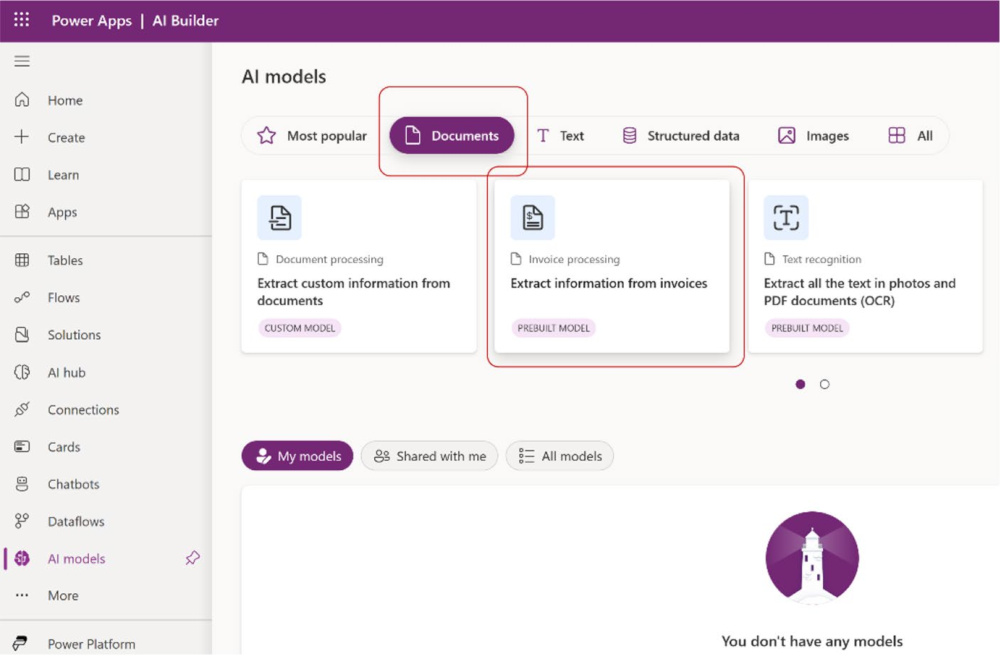 Power Apps | AI Builder
Home
Create
Learn
Apps
Tables
Flows
Solutions
AI hub
Connections
Cards
Chatbots
Dataflows
AI models
More
Power Platform
AI models
Most popular
Documents
Text
Structured data
Images
All
Document processing
Extract custom information from
documents
CUSTOM MODEL
Invoice processing
Extract information from invoices
PREBUILT MODEL
Text recognition
Extract all the text in photos and
PDF documents (OCR)
PREBUILT MODEL
My models
Shared with me
All models
You don't have any models